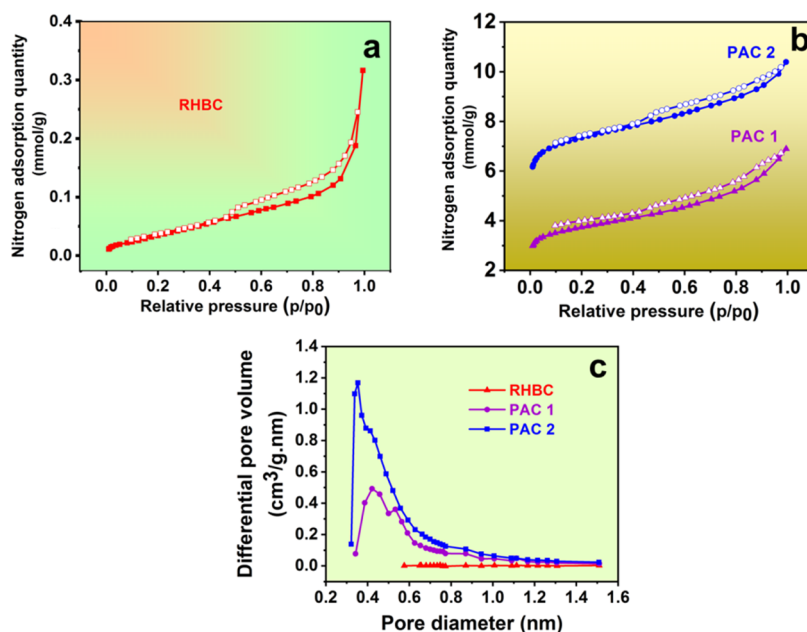 a
0.4
0.3
0.2
0.1
0.0
Nitrogen adsorption quantity
(mmol/g)
RHBC
0.0 0.2 0.4 0.6 0.8 1.0
Relative pressure (p/p0)
b
12
10
8
6
4
2
Nitrogen adsorption quantity
(mmol/g)
PAC 2
PAC 1
0.0 0.2 0.4 0.6 0.8 1.0
Relative pressure (p/p0)
c
1.4
1.2
1.0
0.8
0.6
0.4
0.2
0.0
Differential pore volume
(cm3/g.nm)
RHBC
PAC 1
PAC 2
0.2 0.4 0.6 0.8 1.0 1.2 1.4 1.6
Pore diameter (nm)